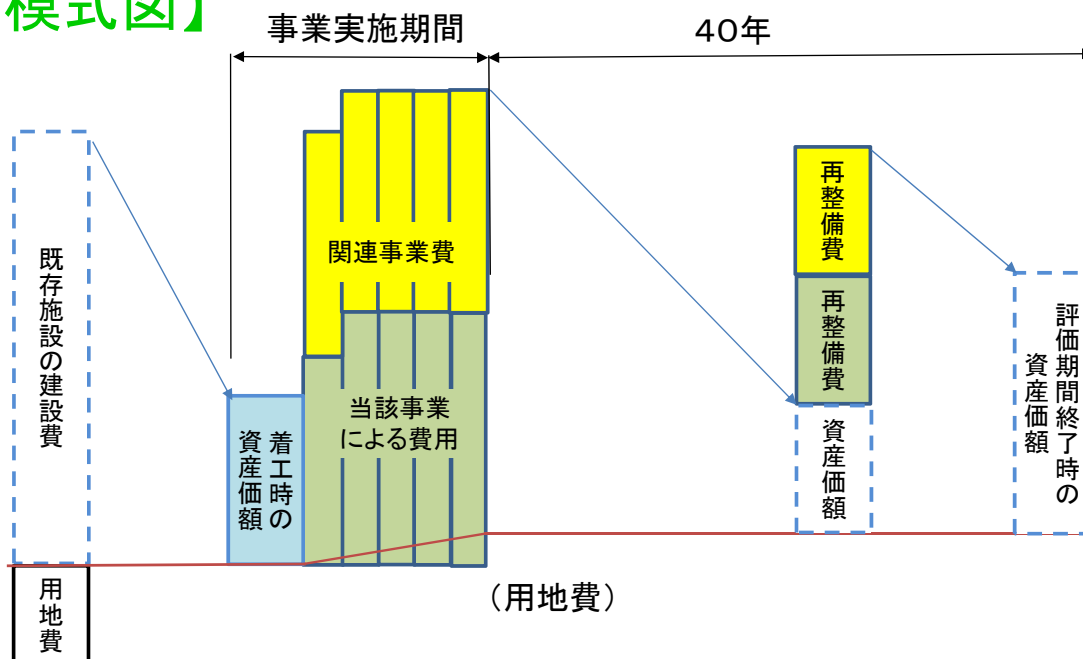 模式図】
事業実施期間
40年
既存施設の建設費
用地費
着工時の
資産価額
関連事業費
当該事業
による費用
(用地費)
再整備費
再整備費
資産価額
評価期間終了時の
資産価額